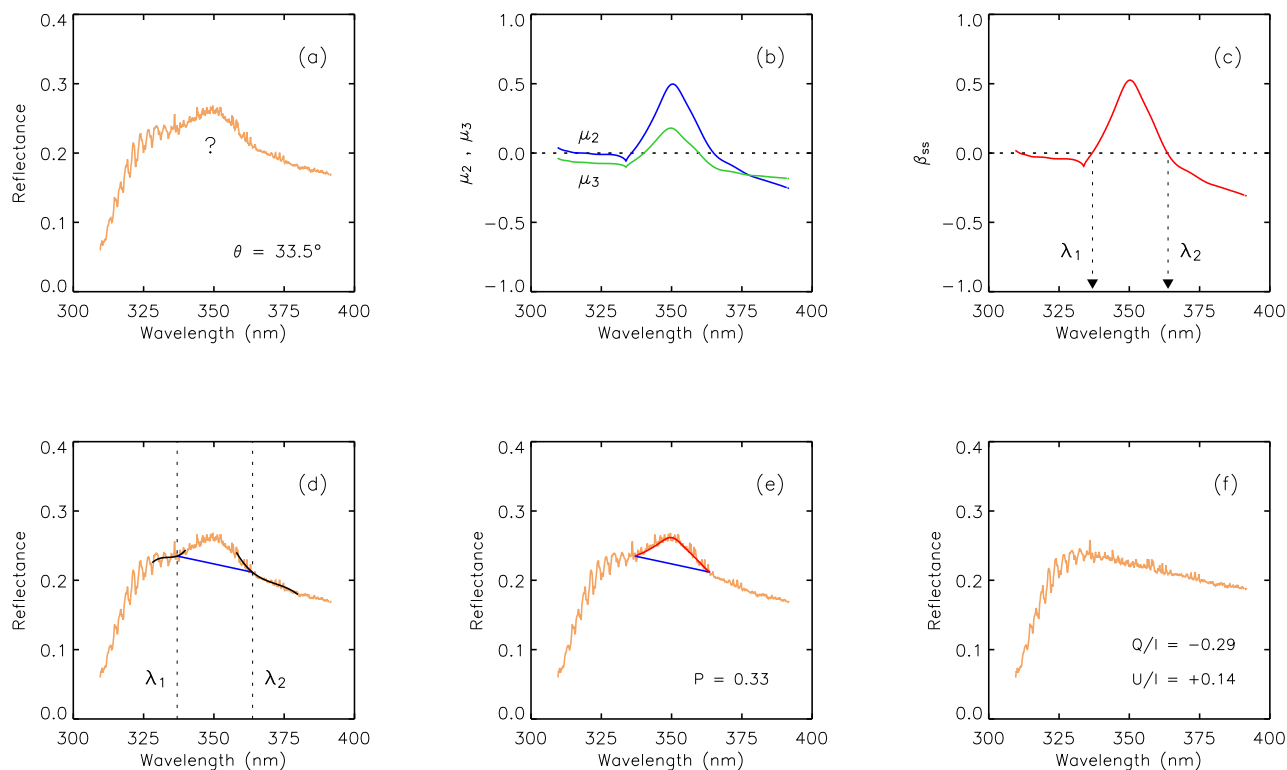 0.4
0.3
0.2
0.1
0.0
Reflectance
(a)
?
θ = 33.5°
300 325 350 375 400
Wavelength (nm)
1.0
0.5
0.0
−0.5
−1.0
μ2 , μ3
(b)
μ2
μ3
300 325 350 375 400
Wavelength (nm)
1.0
0.5
0.0
−0.5
−1.0
βss
(c)
λ1 λ2
300 325 350 375 400
Wavelength (nm)
0.4
0.3
0.2
0.1
0.0
Reflectance
(d)
λ1 λ2
300 325 350 375 400
Wavelength (nm)
0.4
0.3
0.2
0.1
0.0
Reflectance
(e)
P = 0.33
300 325 350 375 400
Wavelength (nm)
0.4
0.3
0.2
0.1
0.0
Reflectance
(f)
Q/I = −0.29
U/I = +0.14
300 325 350 375 400
Wavelength (nm)